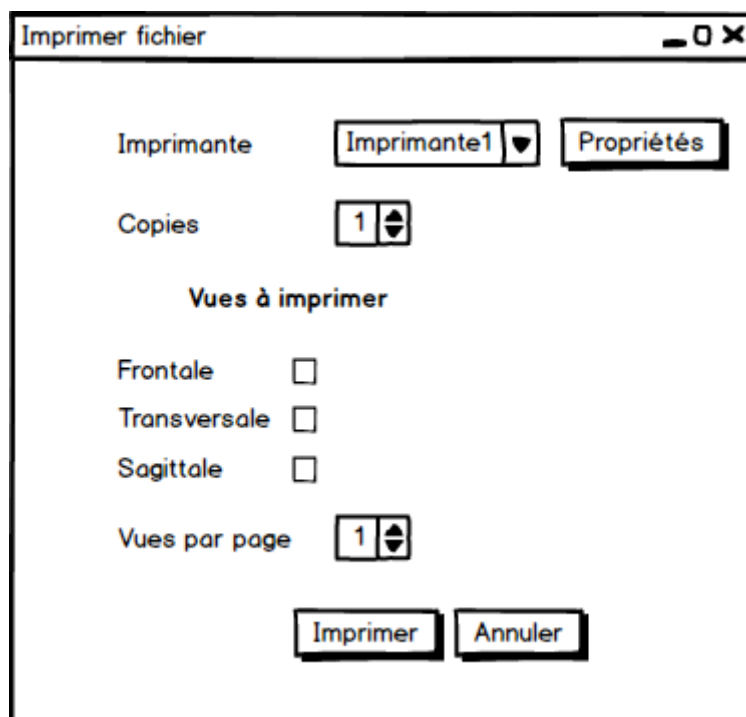 Imprimer fichier
Imprimante Imprimante1 Propriétés
Copies 1
Vues à imprimer
Frontale
Transversale
Sagittale
Vues par page 1
Imprimer Annuler